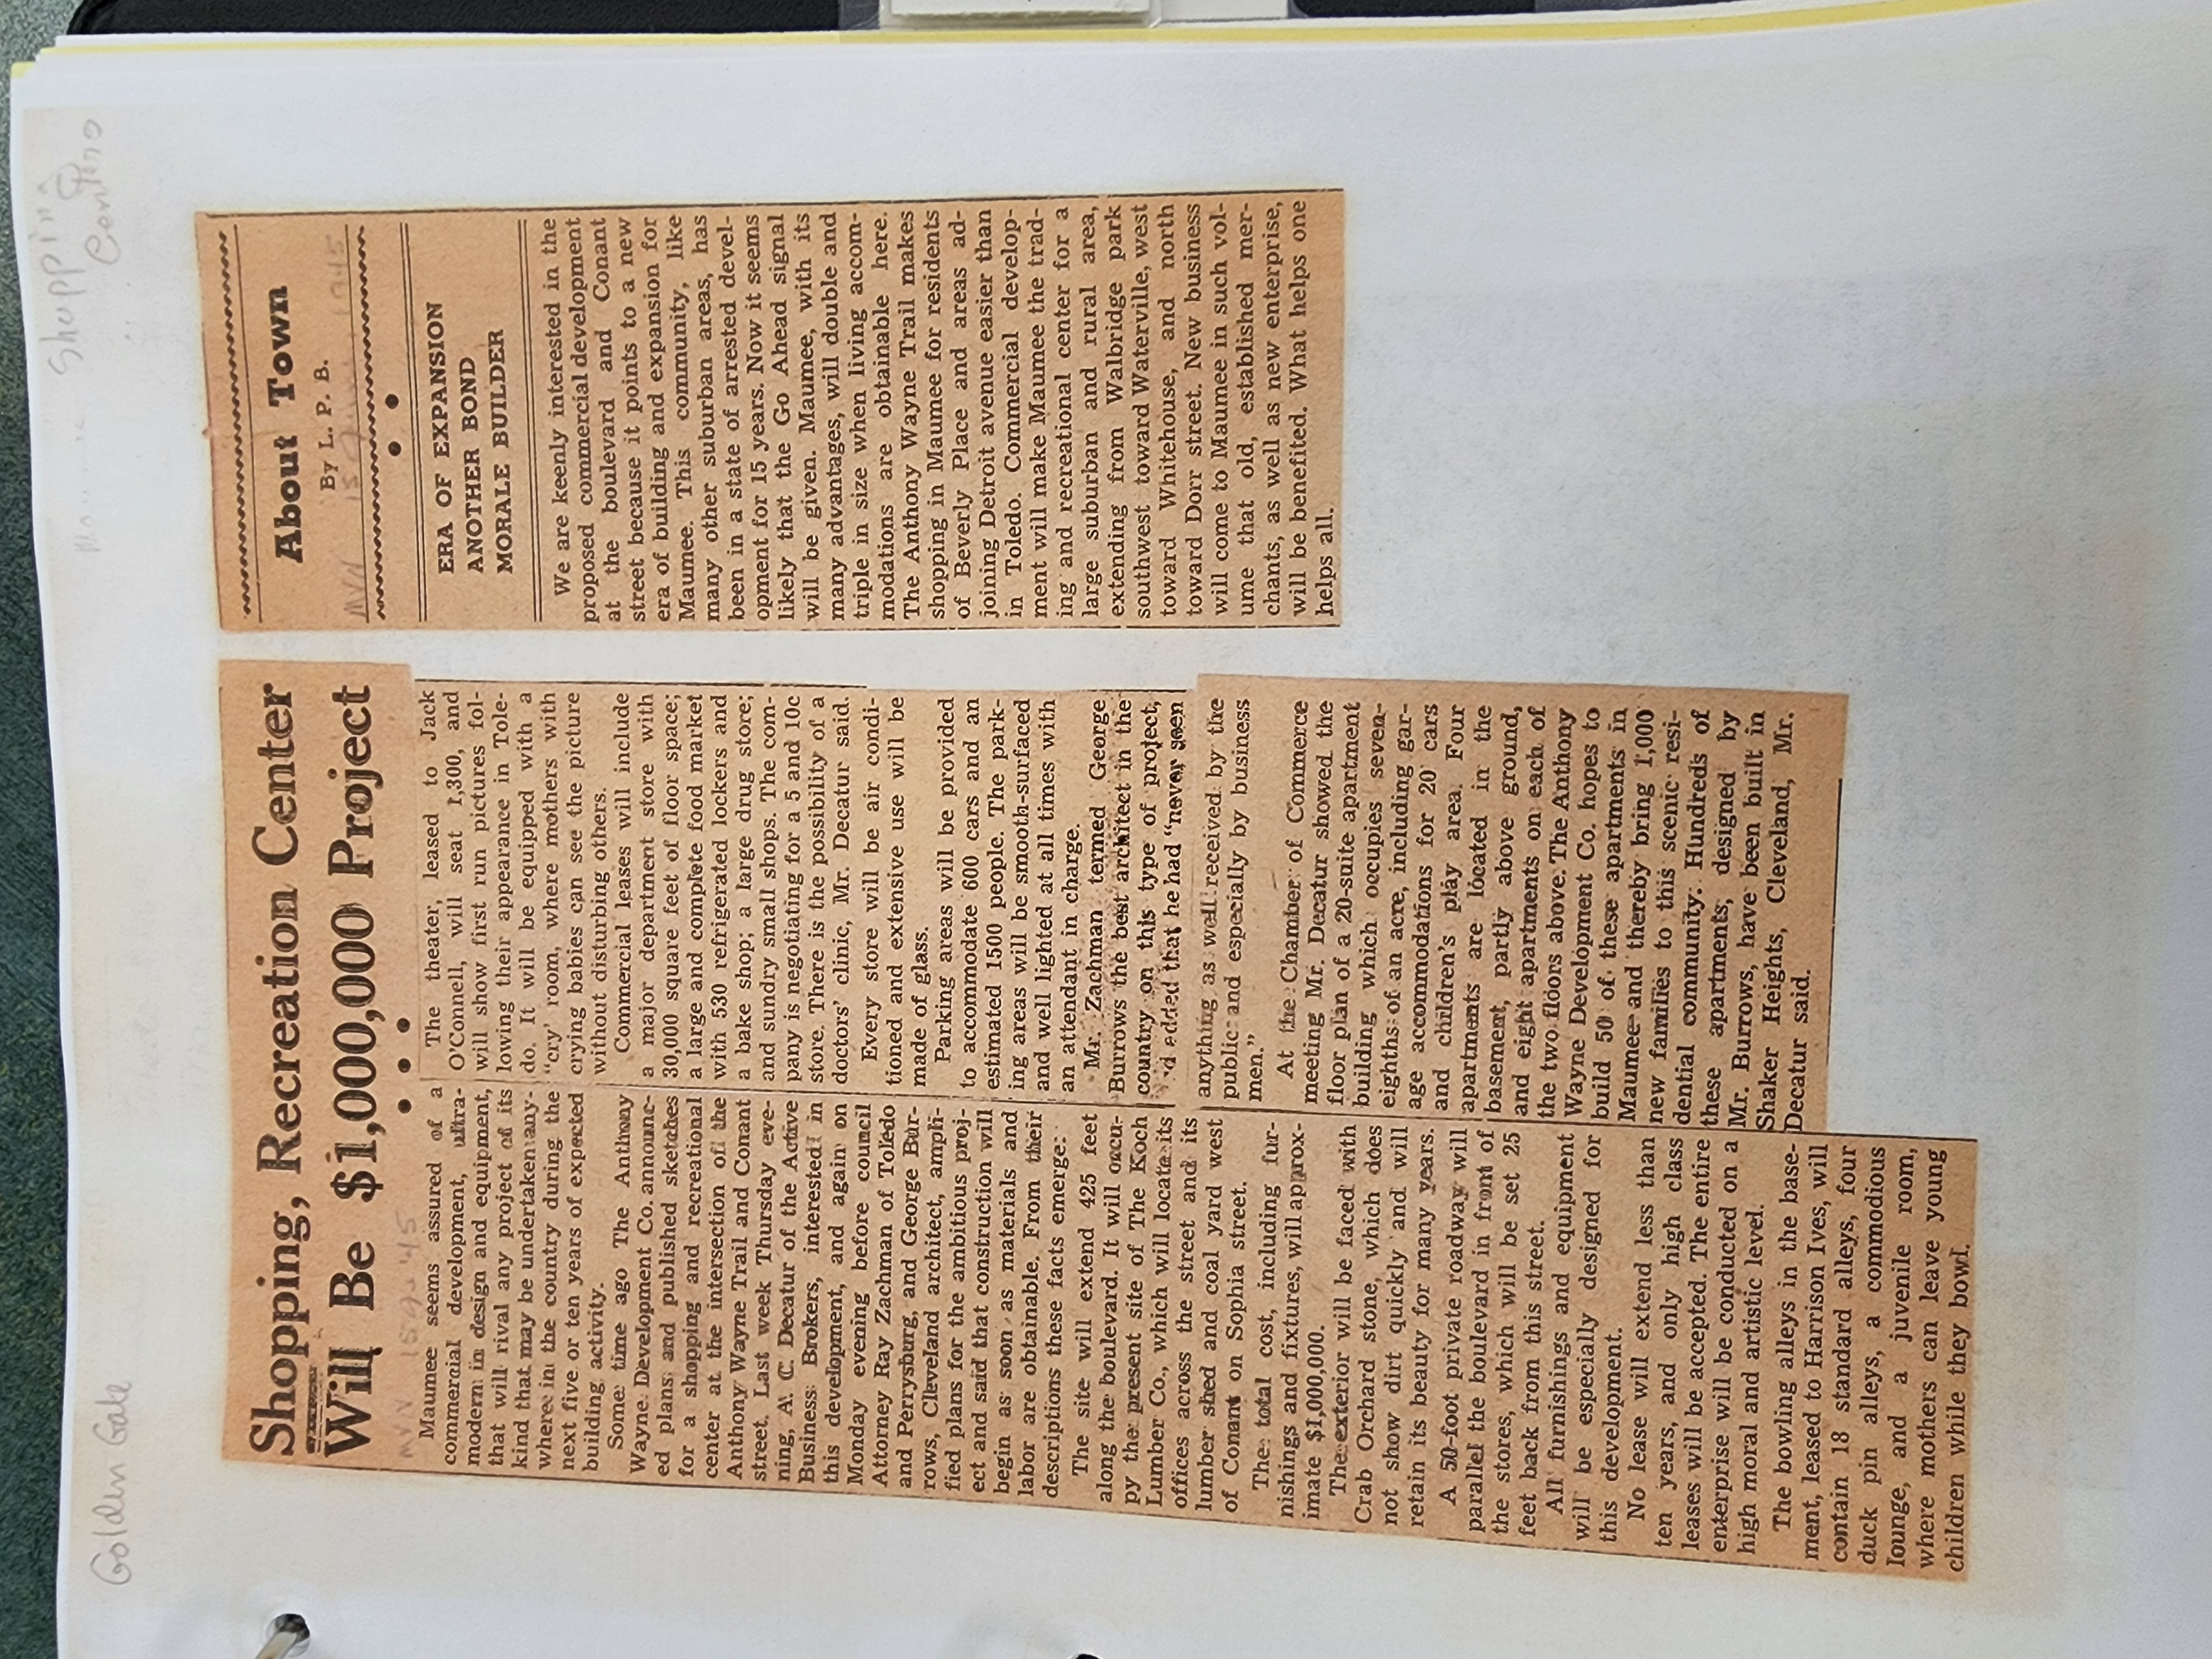 Golden Gate
Shopping
Center
Shopping, Recreation Center
Will Be $1,000,000 Project
MVN 15 45
Maumee seems assured of a
commercial development, ultra-
modern in design and equipment,
that will rival any project of its
kind that may be undertaken any-
where in the country during the
next five or ten years of expected
building activity.
Some time ago The Anthony
Wayne Development Co. announc-
ed plans and published sketches
for a shopping and recreational
center at the intersection of the
Anthony Wayne Trail and Conant
street. Last week Thursday eve-
ning, A. C. Decatur of the Active
Business Brokers, interested in
this development, and again on
Monday evening before council
Attorney Ray Zachman of Toledo
and Perrysburg, and George Bur-
rows, Cleveland architect, ampli-
fied plans for the ambitious proj-
ect and said that construction will
begin as soon as materials and
labor are obtainable. From their
descriptions these facts emerge:
The site will extend 425 feet
along the boulevard. It will occu-
py the present site of The Koch
Lumber Co., which will locate its
offices across the street and its
lumber shed and coal yard west
of Conant on Sophia street.
The total cost, including fur-
nishings and fixtures, will approx-
imate $1,000,000.
The exterior will be faced with
Crab Orchard stone, which does
not show dirt quickly and will
retain its beauty for many years.
A 50-foot private roadway will
parallel the boulevard in front of
the stores, which will be set 25
feet back from this street.
All furnishings and equipment
will be especially designed for
this development.
No lease will extend less than
ten years, and only high class
leases will be accepted. The entire
enterprise will be conducted on a
high moral and artistic level.
The bowling alleys in the base-
ment, leased to Harrison Ives, will
contain 18 standard alleys, four
duck pin alleys, a commodious
lounge, and a juvenile room,
where mothers can leave young
children while they bowl.
The theater, leased to Jack
O'Connell, will seat 1,300, and
will show first run pictures fol-
lowing their appearance in Tole-
do. It will be equipped with a
"cry' room, where mothers with
crying babies can see the picture
without disturbing others.
Commercial leases will include
a major department store with
30,000 square feet of floor space;
a large and complete food market
with 530 refrigerated lockers and
a bake shop; a large drug store;
and sundry small shops. The com-
pany is negotiating for a 5 and 10c
store. There is the possibility of a
doctors' clinic, Mr. Decatur said.
Every store will be air condi-
tioned and extensive use will be
made of glass.
Parking areas will be provided
to accommodate 600 cars and an
estimated 1500 people. The park-
ing areas will be smooth-surfaced
and well lighted at all times with
an attendant in charge.
Mr. Zachman termed George
Burrows the best architect in the
country on this type of project,
and added that he had "never seen
anything as well received by the
public and especially by business
men."
At the Chamber of Commerce
meeting Mr. Decatur showed the
floor plan of a 20-suite apartment
building which occupies seven-
eighths of an acre, including gar-
age accommodations for 20 cars
and children's play area. Four
apartments are located in the
basement, partly above ground,
and eight apartments on each of
the two floors above. The Anthony
Wayne Development Co. hopes to
build 50 of these apartments in
Maumee and thereby bring 1,000
new families to this scenic resi-
dential community. Hundreds of
these apartments, designed by
Mr. Burrows, have been built in
Shaker Heights, Cleveland, Mr.
Decatur said.
About Town
By L. P. B.
MVN 15 1945
ERA OF EXPANSION
ANOTHER BOND
MORALE BUILDER
We are keenly interested in the
proposed commercial development
at the boulevard and Conant
street because it points to a new
era of building and expansion for
Maumee. This community, like
many other suburban areas, has
been in a state of arrested devel-
opment for 15 years. Now it seems
likely that the Go Ahead signal
will be given. Maumee, with its
many advantages, will double and
triple in size when living accom-
modations are obtainable here.
The Anthony Wayne Trail makes
shopping in Maumee for residents
of Beverly Place and areas ad-
joining Detroit avenue easier than
in Toledo. Commercial develop-
ment will make Maumee the trad-
ing and recreational center for a
large suburban and rural area,
extending from Walbridge park
southwest toward Waterville, west
toward Whitehouse, and north
toward Dorr street. New business
will come to Maumee in such vol-
ume that old, established mer-
chants, as well as new enterprise,
will be benefited. What helps one
helps all.